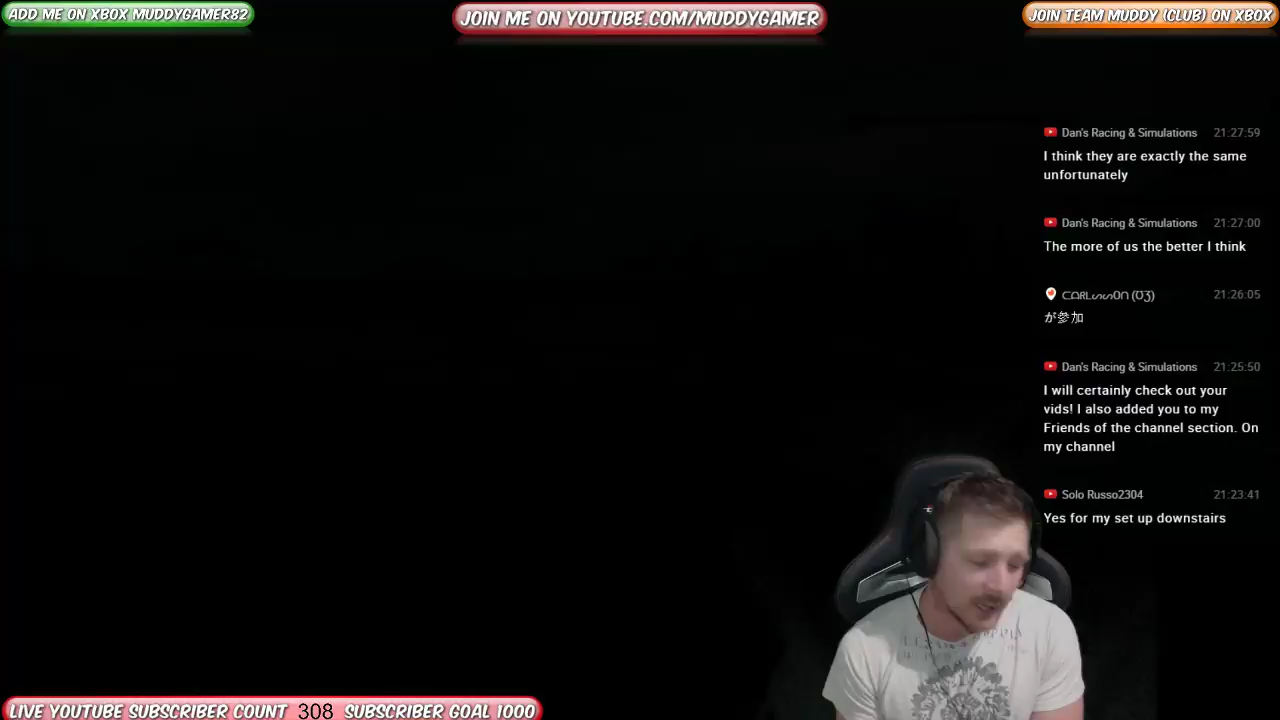 ADD ME ON XBOX MUDDYGAMER82
JOIN ME ON YOUTUBE.COM/MUDDYGAMER
JOIN TEAM MUDDY (CLUB) ON XBOX
Dan's Racing & Simulations 21:27:59
I think they are exactly the same
unfortunately
Dan's Racing & Simulations 21:27:00
The more of us the better I think
21:26:05
が参加
Dan's Racing & Simulations 21:25:50
I will certainly check out your
vids! I also added you to my
Friends of the channel section. On
my channel
Solo Russo2304 21:23:41
Yes for my set up downstairs
LIVE YOUTUBE SUBSCRIBER COUNT 308 SUBSCRIBER GOAL 1000